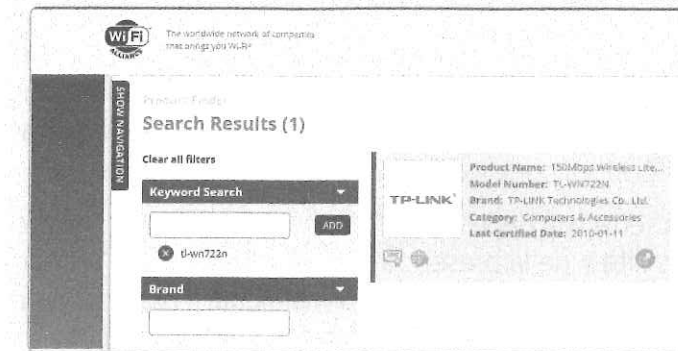 Wi Fi
ALLIANCE
The worldwide network of companies
that brings you Wi-Fi®
SHOW NAVIGATION
Product Finder
Search Results (1)
Clear all filters
Keyword Search
ADD
tl-wn722n
Brand
TP-LINK®
Product Name: 150Mbps Wireless Lite...
Model Number: TL-WN722N
Brand: TP-LINK Technologies Co., Ltd.
Category: Computers & Accessories
Last Certified Date: 2010-01-11